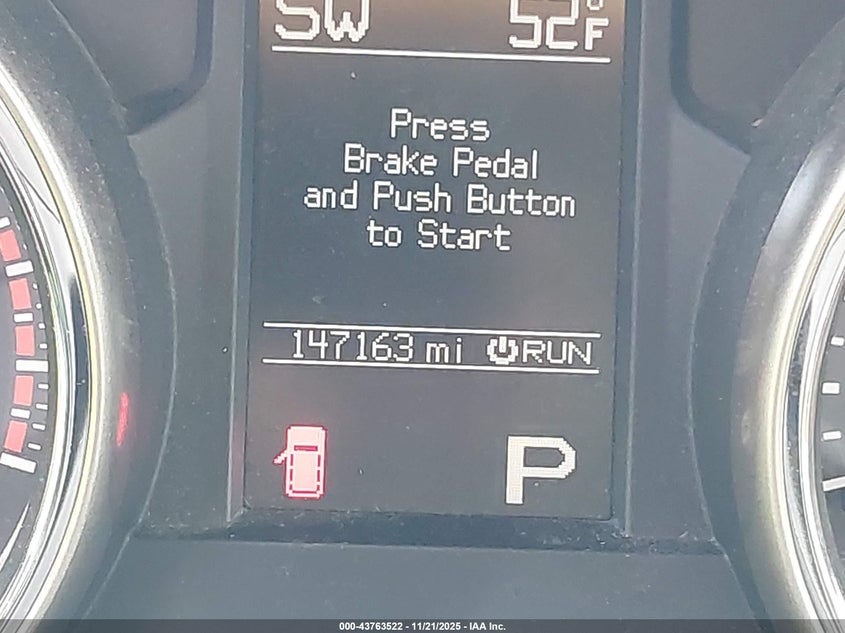 SW 52°F
Press
Brake Pedal
and Push Button
to Start
147163 mi RUN
P
000-43763522 - 11/21/2025 - IAA Inc.